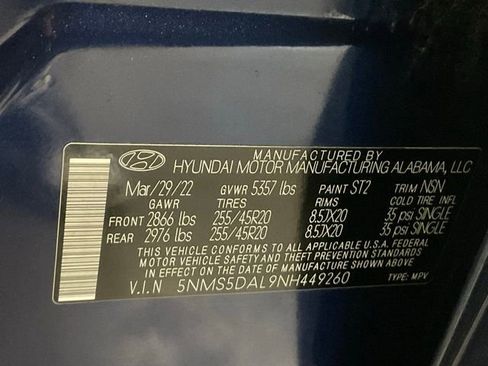 MANUFACTURED BY
HYUNDAI MOTOR MANUFACTURING ALABAMA, LLC
Mar/29/22 GVWR 5357 lbs PAINT ST2 TRIM NSN
GAWR TIRES RIMS COLD TIRE INFL
FRONT 2866 lbs 255/45R20 8.5JX20 35 psi SINGLE
REAR 2976 lbs 255/45R20 8.5JX20 35 psi SINGLE
THIS VEHICLE CONFORMS TO ALL APPLICABLE U.S.A. FEDERAL
MOTOR VEHICLE SAFETY AND THEFT PREVENTION STANDARDS
IN EFFECT ON THE DATE OF MANUFACTURE SHOWN ABOVE.
V.I.N 5NMS5DAL9NH449260 TYPE: MPV